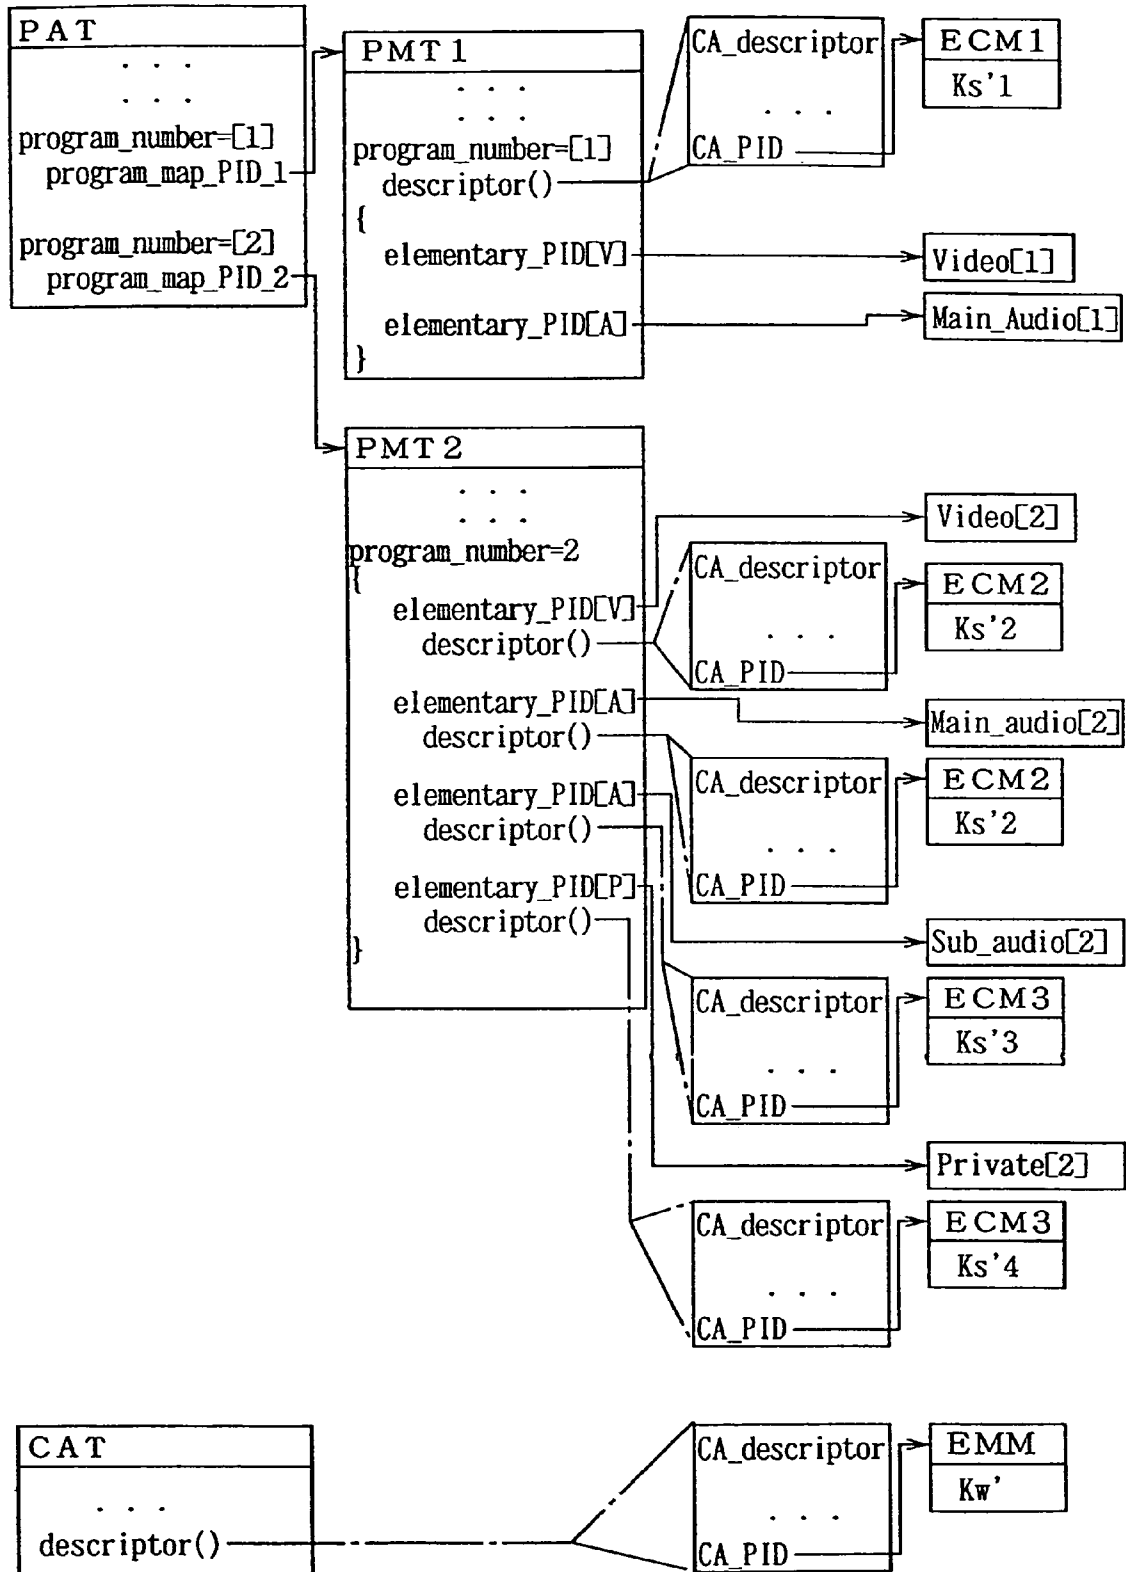 PAT
. . .
. . .
program_number=[1]
program_map_PID_1
program_number=[2]
program_map_PID_2
PMT1
. . .
. . .
program_number=[1]
descriptor()
{
elementary_PID[V]
elementary_PID[A]
}
CA_descriptor
. . .
CA_PID
ECM1
Ks'1
Video[1]
Main_Audio[1]
PMT2
. . .
. . .
program_number=2
{
elementary_PID[V]
descriptor()
elementary_PID[A]
descriptor()
elementary_PID[A]
descriptor()
elementary_PID[P]
descriptor()
}
Video[2]
CA_descriptor
. . .
CA_PID
ECM2
Ks'2
Main_audio[2]
CA_descriptor
. . .
CA_PID
ECM2
Ks'2
Sub_audio[2]
CA_descriptor
. . .
CA_PID
ECM3
Ks'3
Private[2]
CA_descriptor
. . .
CA_PID
ECM3
Ks'4
CAT
. . .
descriptor()
CA_descriptor
. . .
CA_PID
EMM
Kw'